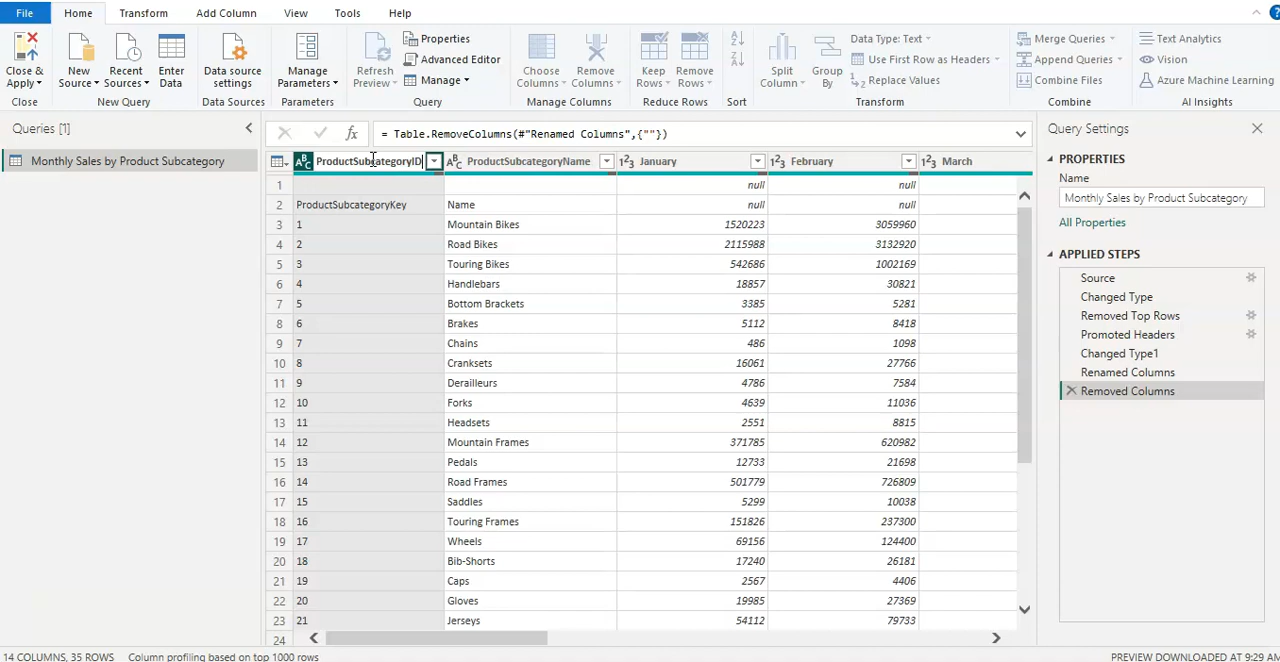 File Home Transform Add Column View Tools Help
Close & Apply
New Source
Recent Sources
Enter Data
Data source settings
Manage Parameters
Refresh Preview
Properties
Advanced Editor
Manage
Choose Columns
Remove Columns
Keep Rows
Remove Rows
Split Column
Group By
Data Type: Text
Use First Row as Headers
Replace Values
Merge Queries
Append Queries
Combine Files
Text Analytics
Vision
Azure Machine Learning
Close New Query Data Sources Parameters Query Manage Columns Reduce Rows Sort Transform Combine AI Insights
Queries [1]
Monthly Sales by Product Subcategory
fx = Table.RemoveColumns(#"Renamed Columns",{""})
ABC ProductSubcategoryID ABC ProductSubcategoryName 123 January 123 February 123 March
1 null null
2 ProductSubcategoryKey Name null null
3 1 Mountain Bikes 1520223 3059960
4 2 Road Bikes 2115988 3132920
5 3 Touring Bikes 542686 1002169
6 4 Handlebars 18857 30821
7 5 Bottom Brackets 3385 5281
8 6 Brakes 5112 8418
9 7 Chains 486 1098
10 8 Cranksets 16061 27766
11 9 Derailleurs 4786 7584
12 10 Forks 4639 11036
13 11 Headsets 2551 8815
14 12 Mountain Frames 371785 620982
15 13 Pedals 12733 21698
16 14 Road Frames 501779 726809
17 15 Saddles 5299 10038
18 16 Touring Frames 151826 237300
19 17 Wheels 69156 124400
20 18 Bib-Shorts 17240 26181
21 19 Caps 2567 4406
22 20 Gloves 19985 27369
23 21 Jerseys 54112 79733
24
Query Settings
PROPERTIES
Name
Monthly Sales by Product Subcategory
All Properties
APPLIED STEPS
Source
Changed Type
Removed Top Rows
Promoted Headers
Changed Type1
Renamed Columns
Removed Columns
14 COLUMNS, 35 ROWS Column profiling based on top 1000 rows PREVIEW DOWNLOADED AT 9:29 AM